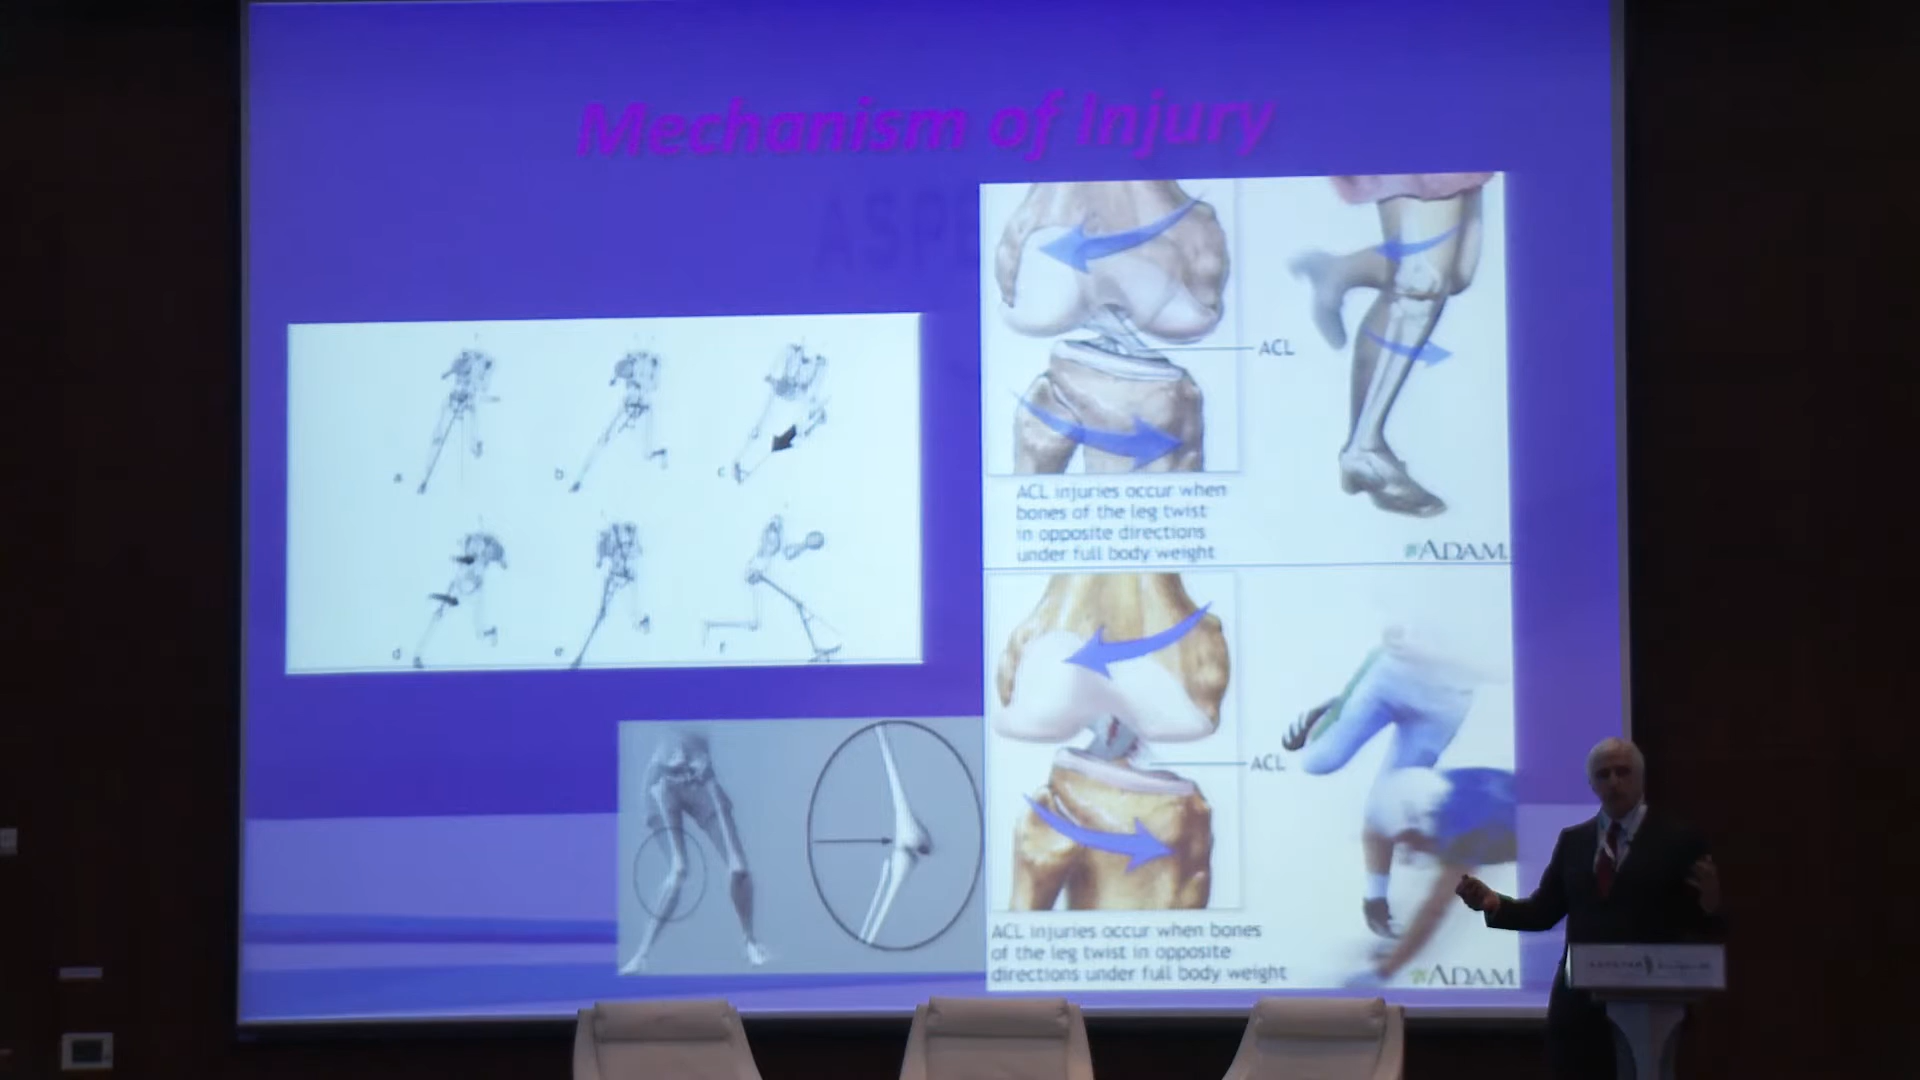 Mechanism of Injury
ASPE
a
b
c
d
e
f
ACL
ACL injuries occur when
bones of the leg twist
in opposite directions
under full body weight
ADAM
ACL
ACL injuries occur when bones
of the leg twist in opposite
directions under full body weight
ADAM